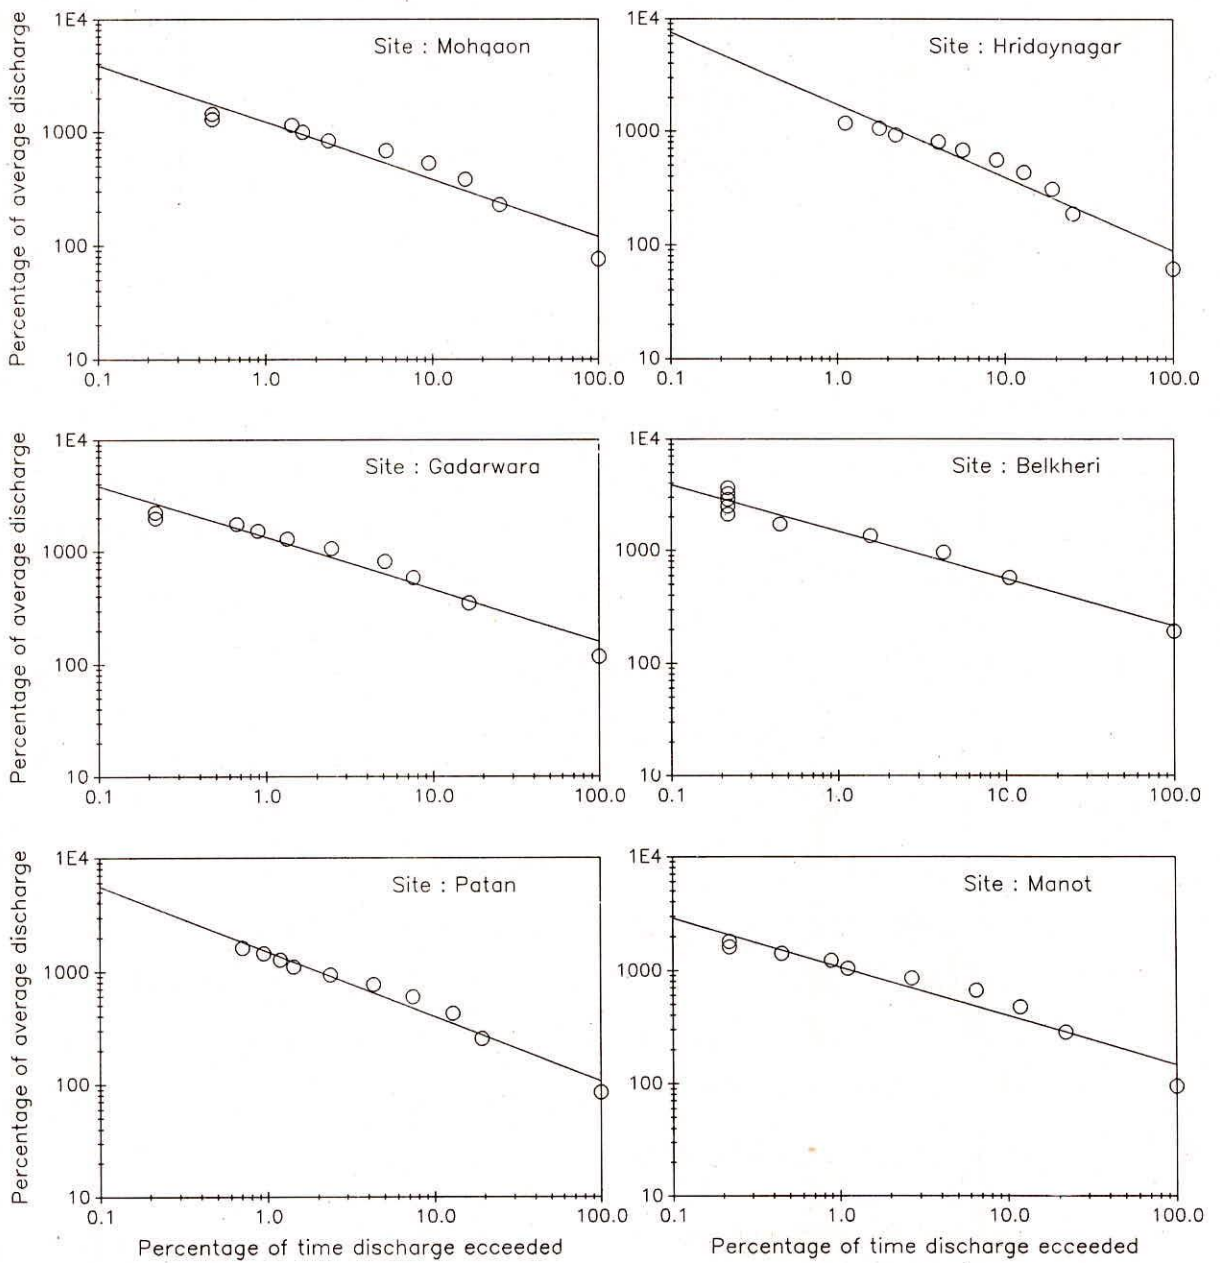 Percentage of average discharge
1E4
1000
100
10
Site : Mohqaon
0.1 1.0 10.0 100.0
1E4
1000
100
10
Site : Hridaynagar
0.1 1.0 10.0 100.0
Percentage of average discharge
1E4
1000
100
10
Site : Gadarwara
0.1 1.0 10.0 100.0
1E4
1000
100
10
Site : Belkheri
0.1 1.0 10.0 100.0
Percentage of average discharge
1E4
1000
100
10
Site : Patan
0.1 1.0 10.0 100.0
Percentage of time discharge ecceeded
1E4
1000
100
10
Site : Manot
0.1 1.0 10.0 100.0
Percentage of time discharge ecceeded